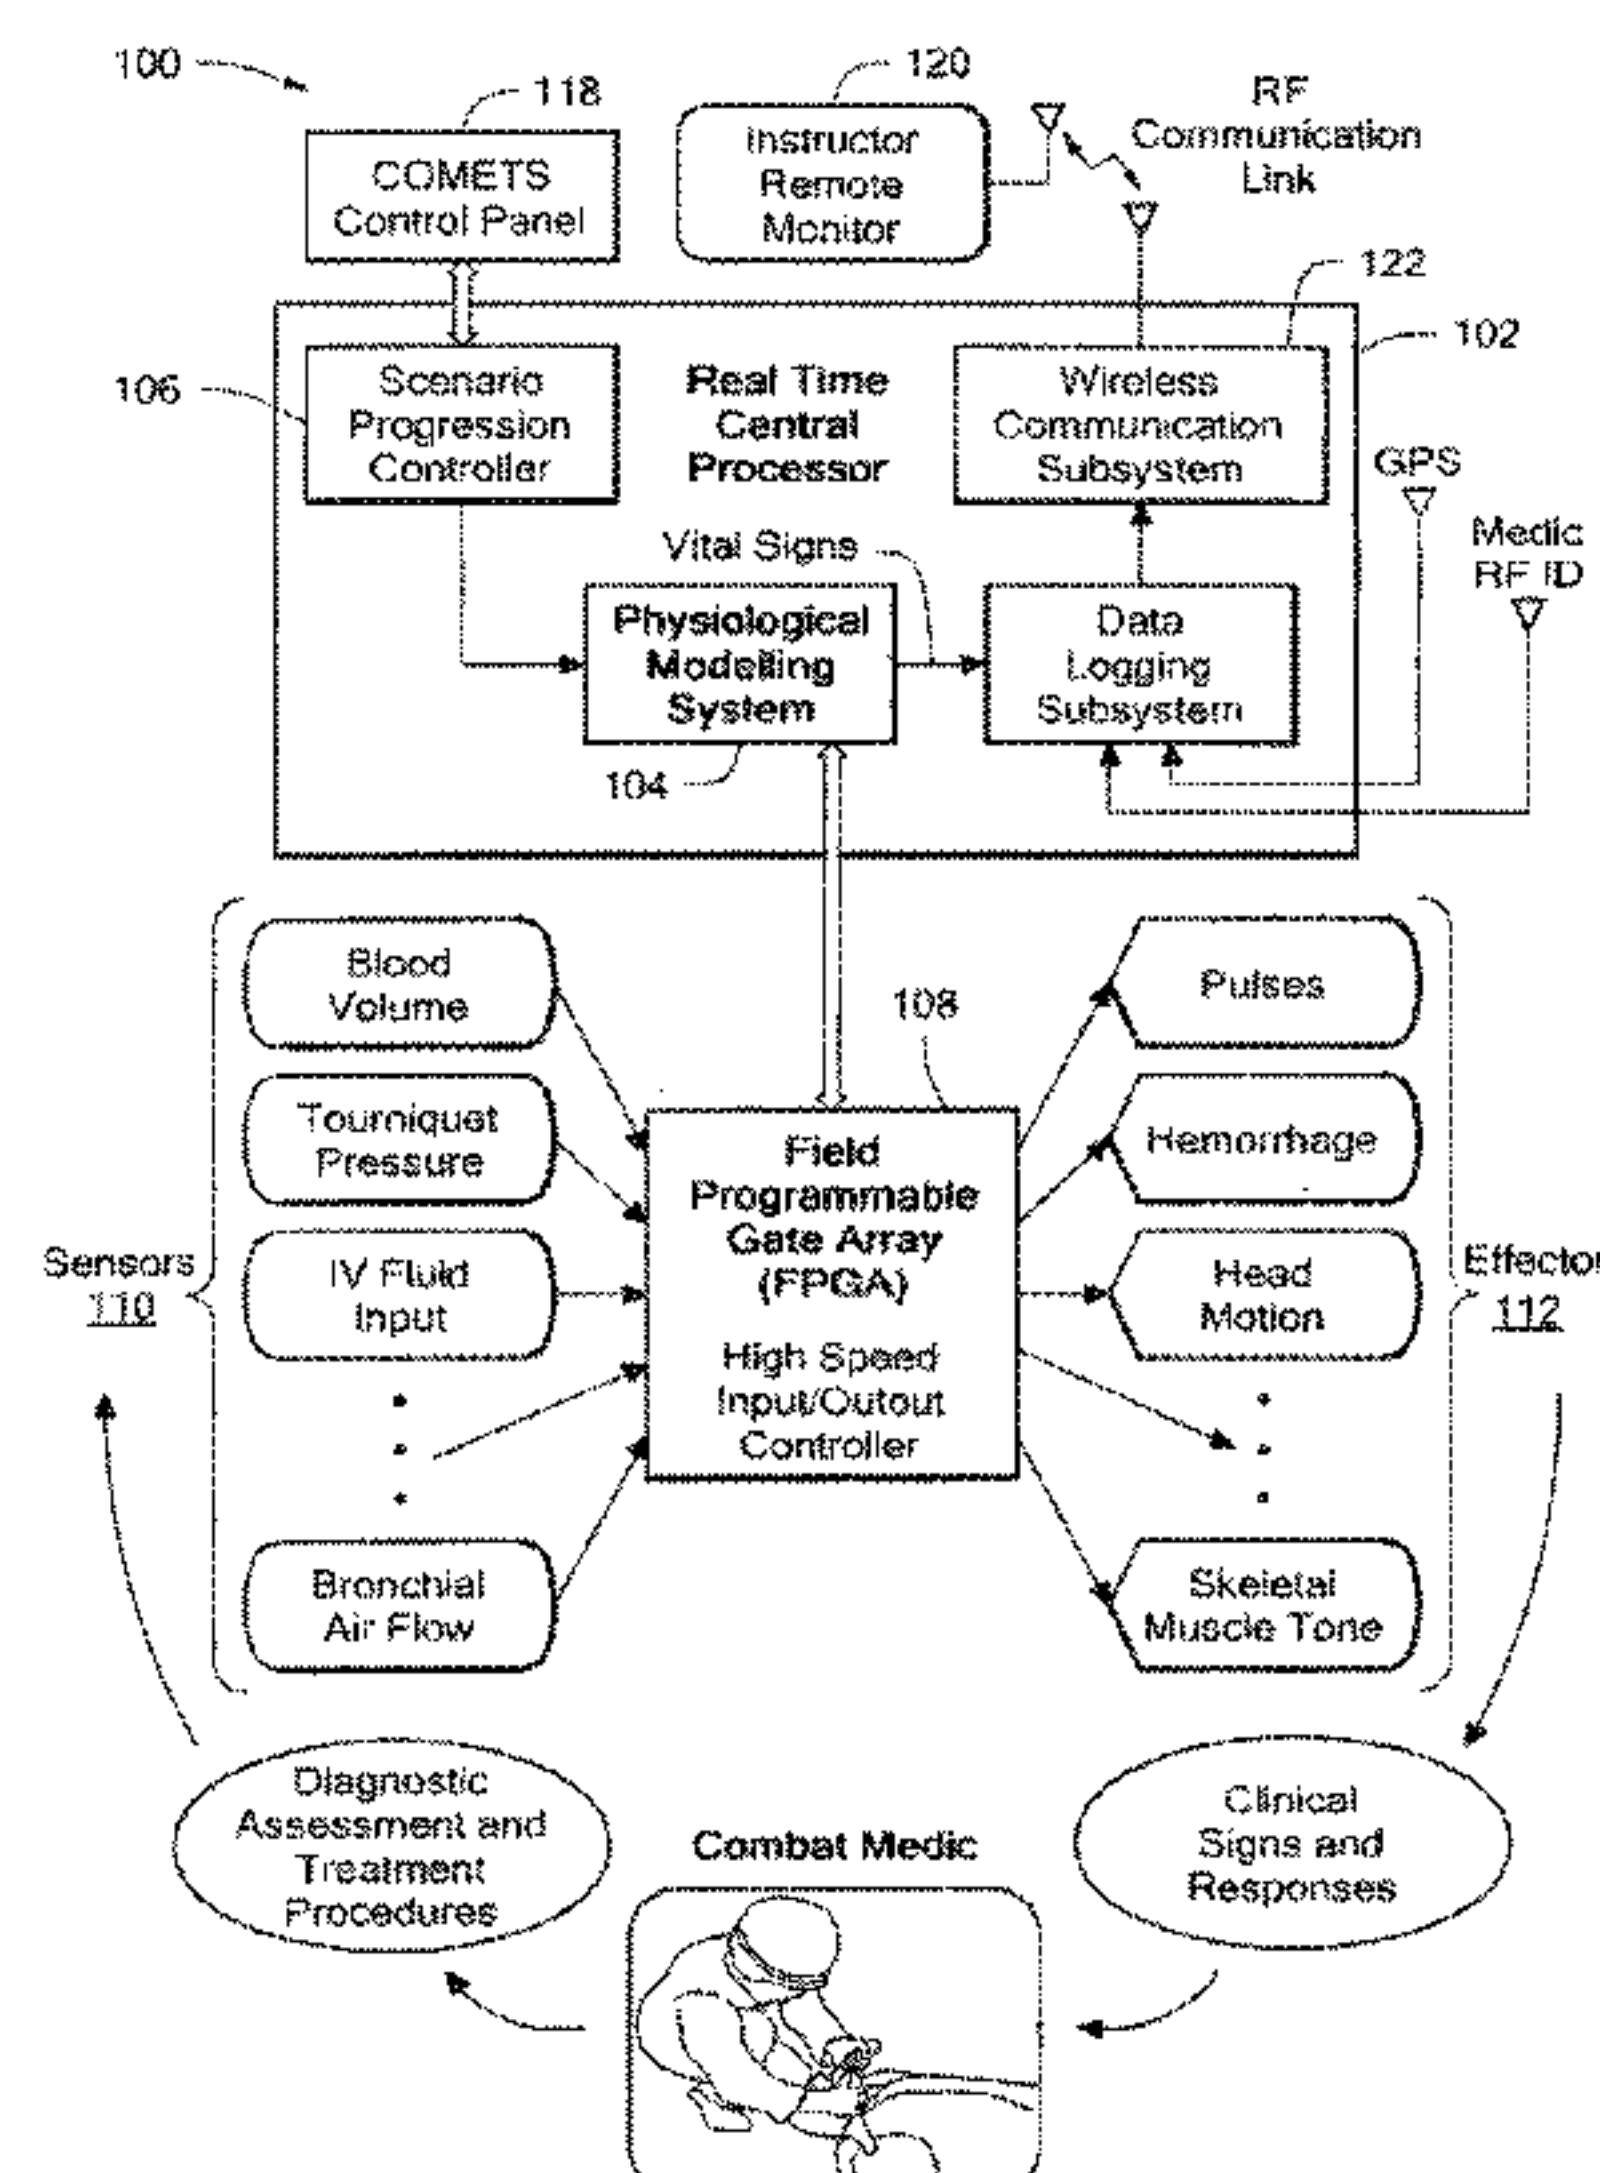 100
118
120
RF
Communication
Link
COMETS
Control Panel
Instructor
Remote
Monitor
122
102
106
Scenario
Progression
Controller
Real Time
Central
Processor
Wireless
Communication
Subsystem
GPS
Medic
RF ID
Vital Signs
Physiological
Modelling
System
Data
Logging
Subsystem
104
Blood
Volume
Pulses
108
Tourniquet
Pressure
Hemorrhage
Field
Programmable
Gate Array
(FPGA)
High Speed
Input/Outout
Controller
Sensors
110
IV Fluid
Input
Head
Motion
Effector
112
Bronchial
Air Flow
Skeletal
Muscle Tone
Diagnostic
Assessment and
Treatment
Procedures
Combat Medic
Clinical
Signs and
Responses